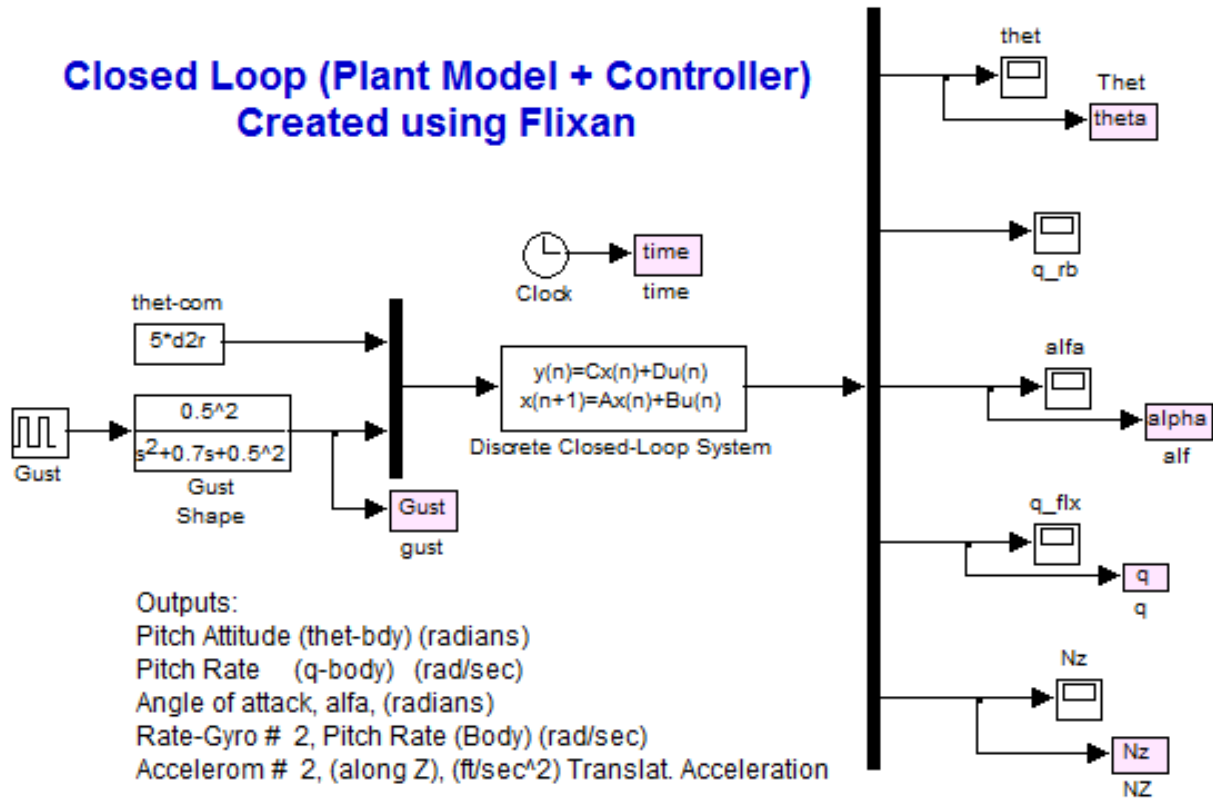 Closed Loop (Plant Model + Controller)
Created using Flixan
thet
Thet
theta
q_rb
time
Clock
time
thet-com
5*d2r
alfa
alpha
alf
y(n)=Cx(n)+Du(n)
x(n+1)=Ax(n)+Bu(n)
Discrete Closed-Loop System
0.5^2
s2+0.7s+0.5^2
Gust
Gust
Shape
Gust
gust
q_flx
q
q
Nz
Nz
NZ
Outputs:
Pitch Attitude (thet-bdy) (radians)
Pitch Rate (q-body) (rad/sec)
Angle of attack, alfa, (radians)
Rate-Gyro # 2, Pitch Rate (Body) (rad/sec)
Accelerom # 2, (along Z), (ft/sec^2) Translat. Acceleration